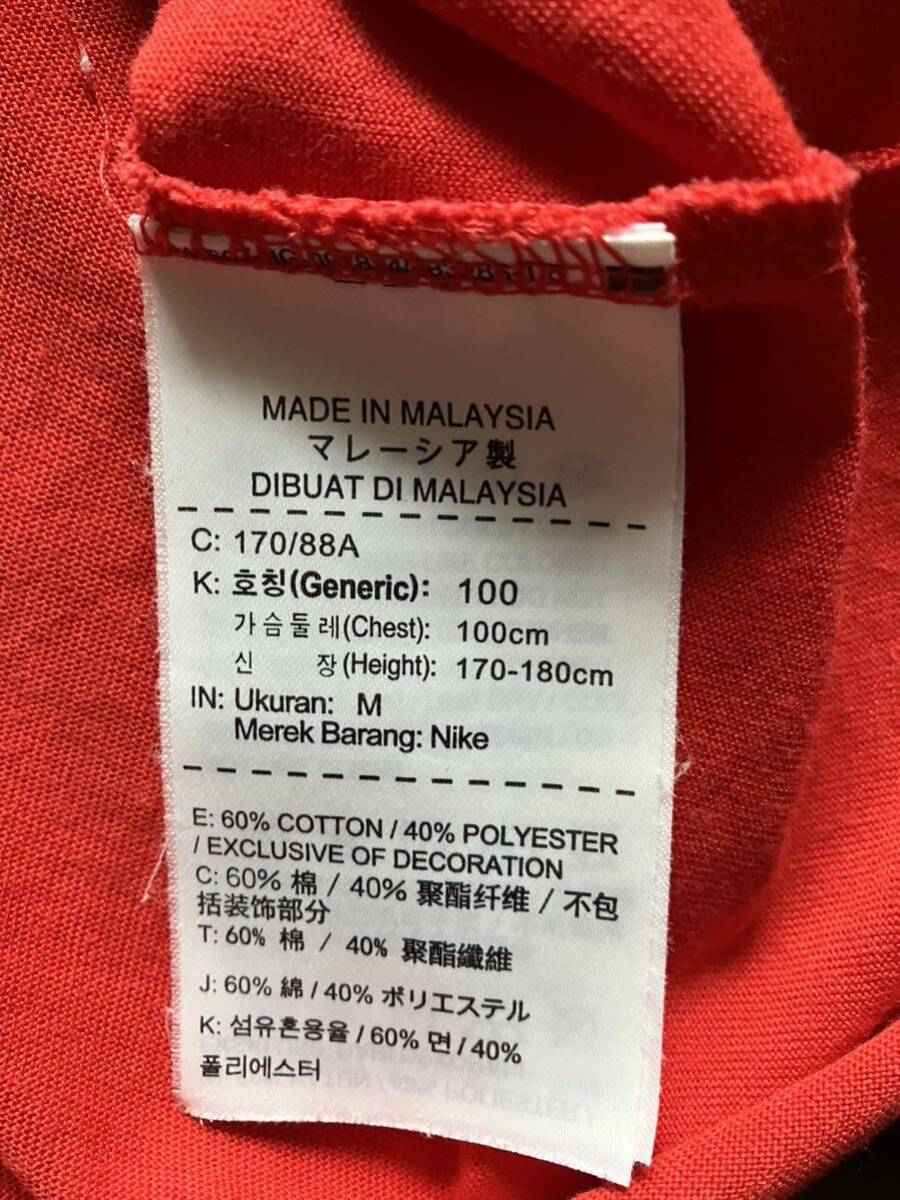 MADE IN MALAYSIA
マレーシア製
DIBUAT DI MALAYSIA
C: 170/88A
K: 호칭(Generic): 100
가슴둘레(Chest): 100cm
신 장(Height): 170-180cm
IN: Ukuran: M
Merek Barang: Nike
E: 60% COTTON / 40% POLYESTER
/ EXCLUSIVE OF DECORATION
C: 60% 棉 / 40% 聚酯纤维 / 不包
括装饰部分
T: 60% 棉 / 40% 聚酯纖維
J: 60% 綿 / 40% ポリエステル
K: 섬유혼용율 / 60% 면 / 40%
폴리에스터